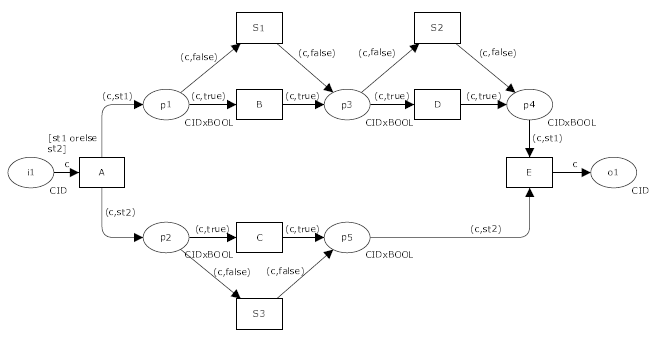 S1
S2
(c,false)
(c,false)
(c,false)
(c,false)
(c,st1)
p1
(c,true)
B
(c,true)
p3
(c,true)
D
(c,true)
p4
CIDxBOOL
CIDxBOOL
CIDxBOOL
[st1 orelse
st2]
(c,st1)
i1
c
A
E
c
o1
CID
CID
(c,st2)
p2
(c,true)
C
(c,true)
p5
(c,st2)
CIDxBOOL
CIDxBOOL
(c,false)
(c,false)
S3